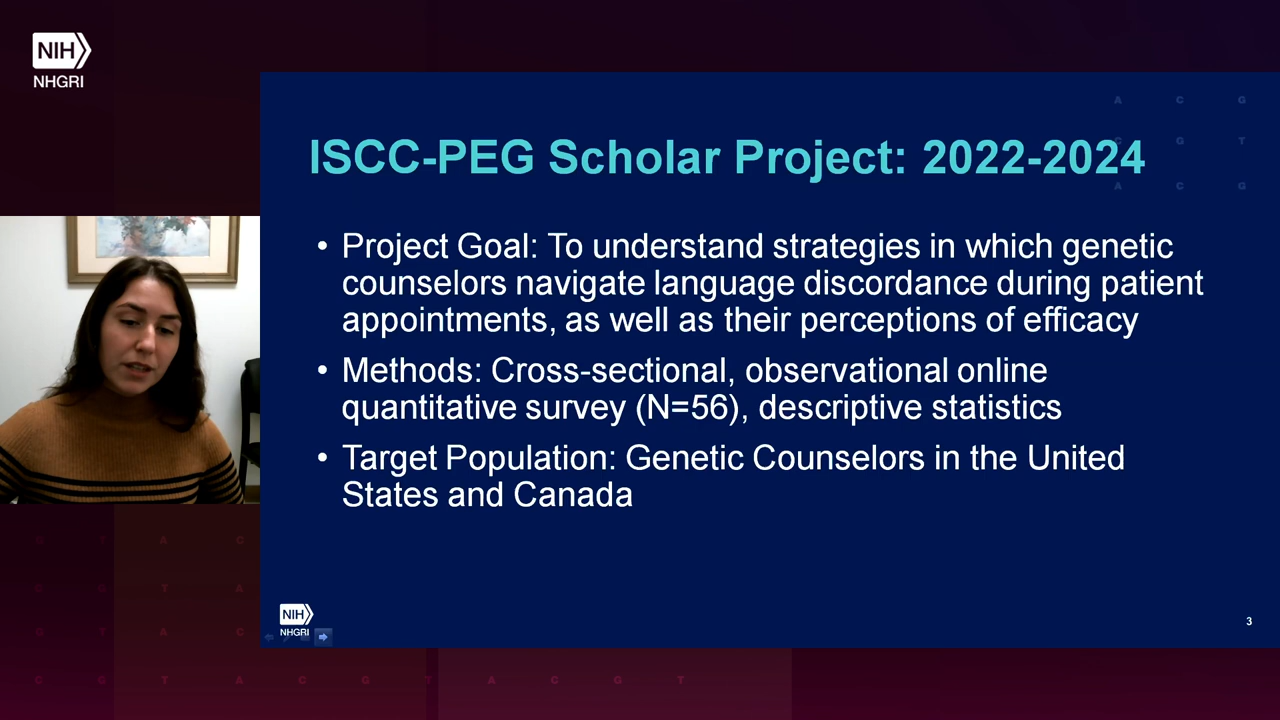 NIH
NHGRI
A C G
C G T
A C G
ISCC-PEG Scholar Project: 2022-2024
• Project Goal: To understand strategies in which genetic
counselors navigate language discordance during patient
appointments, as well as their perceptions of efficacy
• Methods: Cross-sectional, observational online
quantitative survey (N=56), descriptive statistics
• Target Population: Genetic Counselors in the United
States and Canada
G T A C
G G T A
G T A C
NIH
NHGRI
3
G G T A C G T A C G T